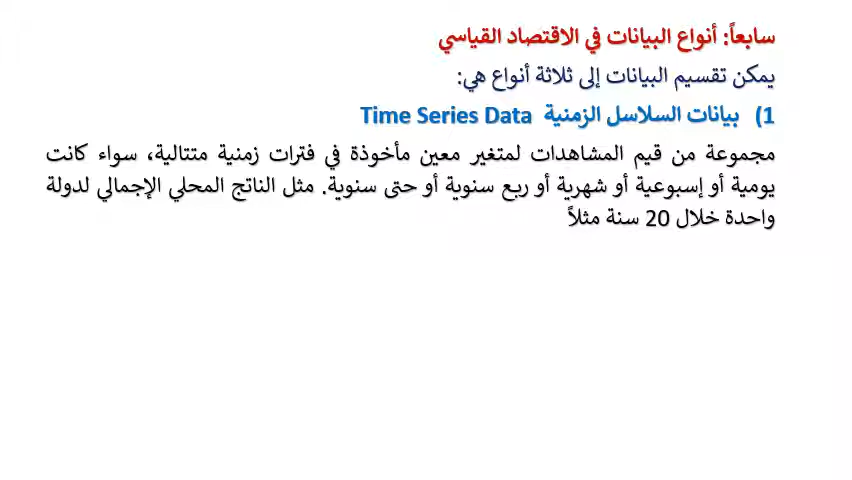 سابعاً: أنواع البيانات في الاقتصاد القياسي
يمكن تقسيم البيانات إلى ثلاثة أنواع هي:
1) بيانات السلاسل الزمنية Time Series Data
مجموعة من قيم المشاهدات لمتغير معين مأخوذة في فترات زمنية متتالية، سواء كانت
يومية أو إسبوعية أو شهرية أو ربع سنوية أو حتى سنوية. مثل الناتج المحلي الإجمالي لدولة
واحدة خلال 20 سنة مثلاً